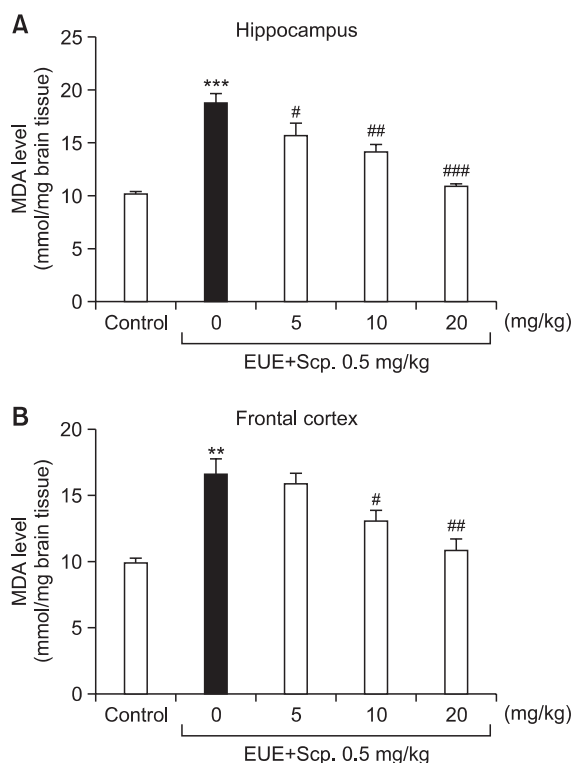 A
Hippocampus
MDA level
(mmol/mg brain tissue)
25
20
15
10
5
0
***
#
##
###
Control 0 5 10 20 (mg/kg)
EUE+Scp. 0.5 mg/kg
B
Frontal cortex
MDA level
(mmol/mg brain tissue)
20
15
10
5
0
**
#
##
Control 0 5 10 20 (mg/kg)
EUE+Scp. 0.5 mg/kg